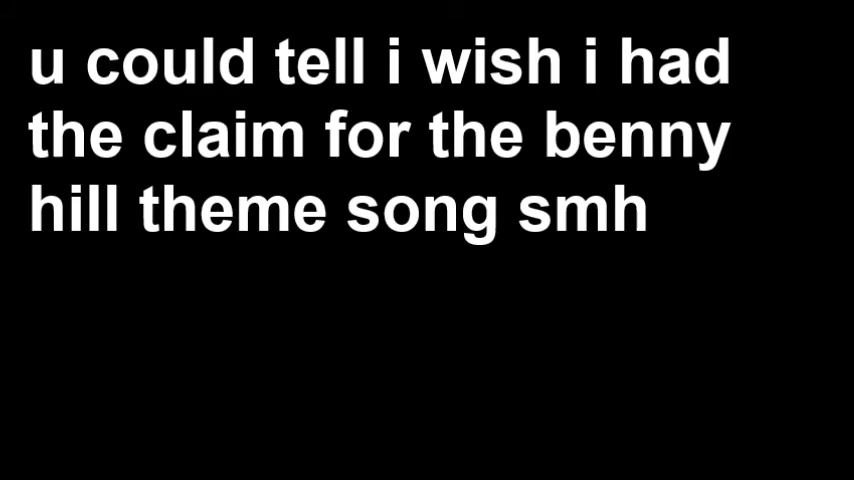 u could tell i wish i had
the claim for the benny
hill theme song smh